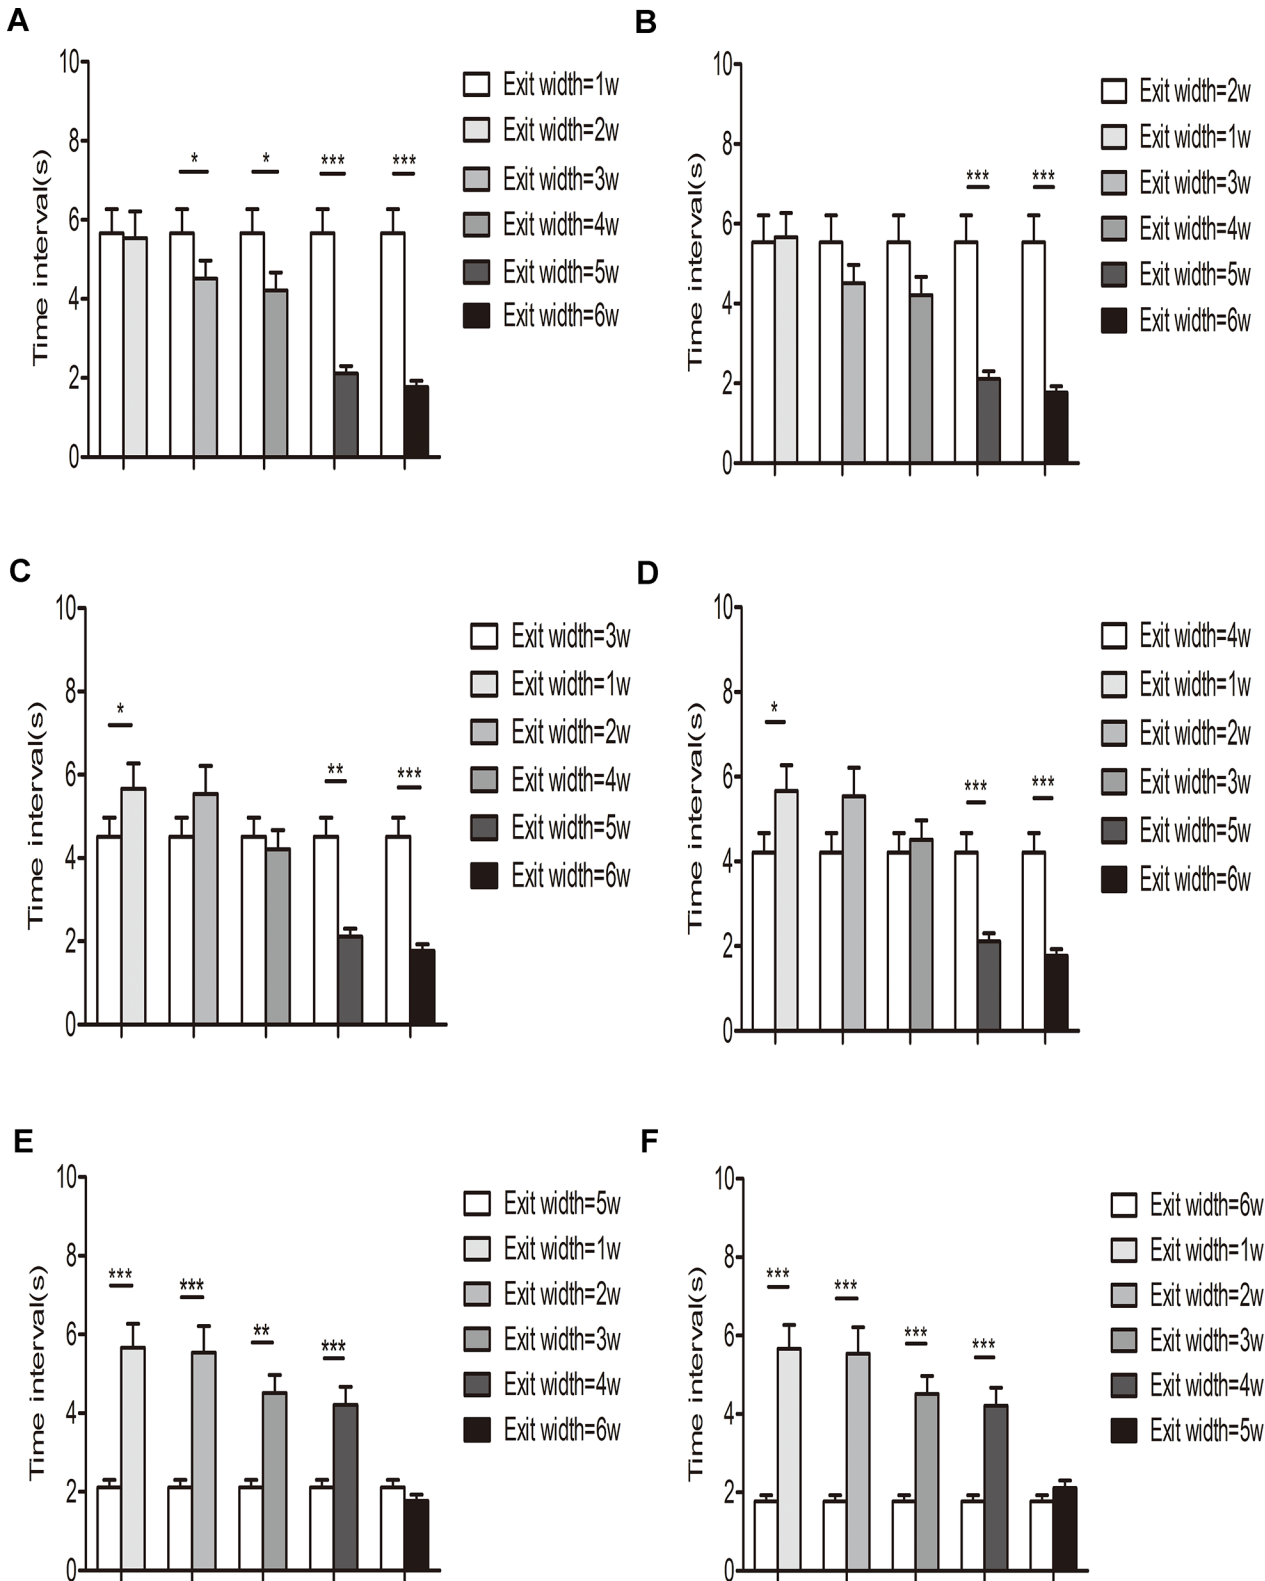 A
10
8
6
4
2
0
Time interval(s)
*
*
***
***
Exit width=1w
Exit width=2w
Exit width=3w
Exit width=4w
Exit width=5w
Exit width=6w
B
10
8
6
4
2
0
Time interval(s)
***
***
Exit width=2w
Exit width=1w
Exit width=3w
Exit width=4w
Exit width=5w
Exit width=6w
C
10
8
6
4
2
0
Time interval(s)
*
**
***
Exit width=3w
Exit width=1w
Exit width=2w
Exit width=4w
Exit width=5w
Exit width=6w
D
10
8
6
4
2
0
Time interval(s)
*
***
***
Exit width=4w
Exit width=1w
Exit width=2w
Exit width=3w
Exit width=5w
Exit width=6w
E
10
8
6
4
2
0
Time interval(s)
***
***
**
***
Exit width=5w
Exit width=1w
Exit width=2w
Exit width=3w
Exit width=4w
Exit width=6w
F
10
8
6
4
2
0
Time interval(s)
***
***
***
***
Exit width=6w
Exit width=1w
Exit width=2w
Exit width=3w
Exit width=4w
Exit width=5w